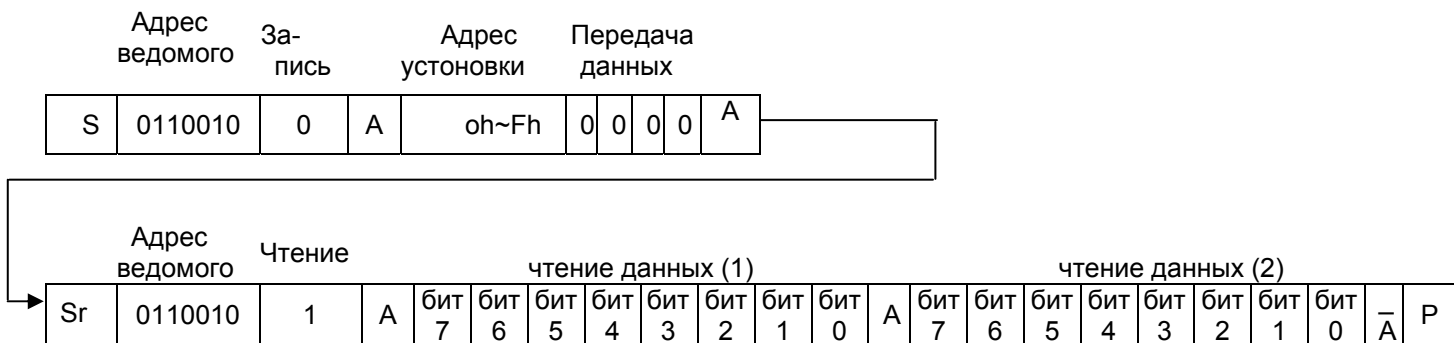 Адрес
ведомого
За-
пись
Адрес
устоновки
Передача
данных
S 0110010 0 A oh~Fh 0 0 0 0 A
Адрес
ведомого
Чтение
чтение данных (1)
чтение данных (2)
Sr 0110010 1 A бит 7 бит 6 бит 5 бит 4 бит 3 бит 2 бит 1 бит 0 A бит 7 бит 6 бит 5 бит 4 бит 3 бит 2 бит 1 бит 0 A̅ P